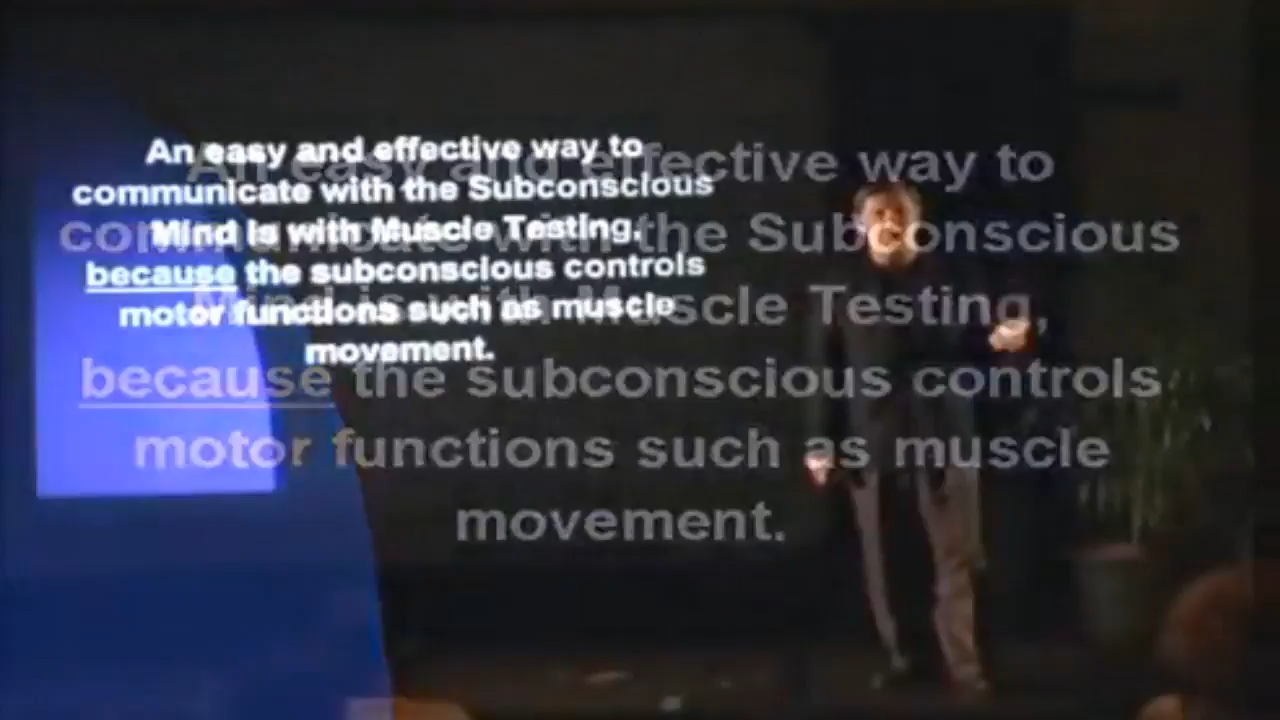 An easy and effective way to
communicate with the Subconscious
Mind is with Muscle Testing,
because the subconscious controls
motor functions such as muscle
movement.
An easy and effective way to
communicate with the Subconscious
Mind is with Muscle Testing,
because the subconscious controls
motor functions such as muscle
movement.